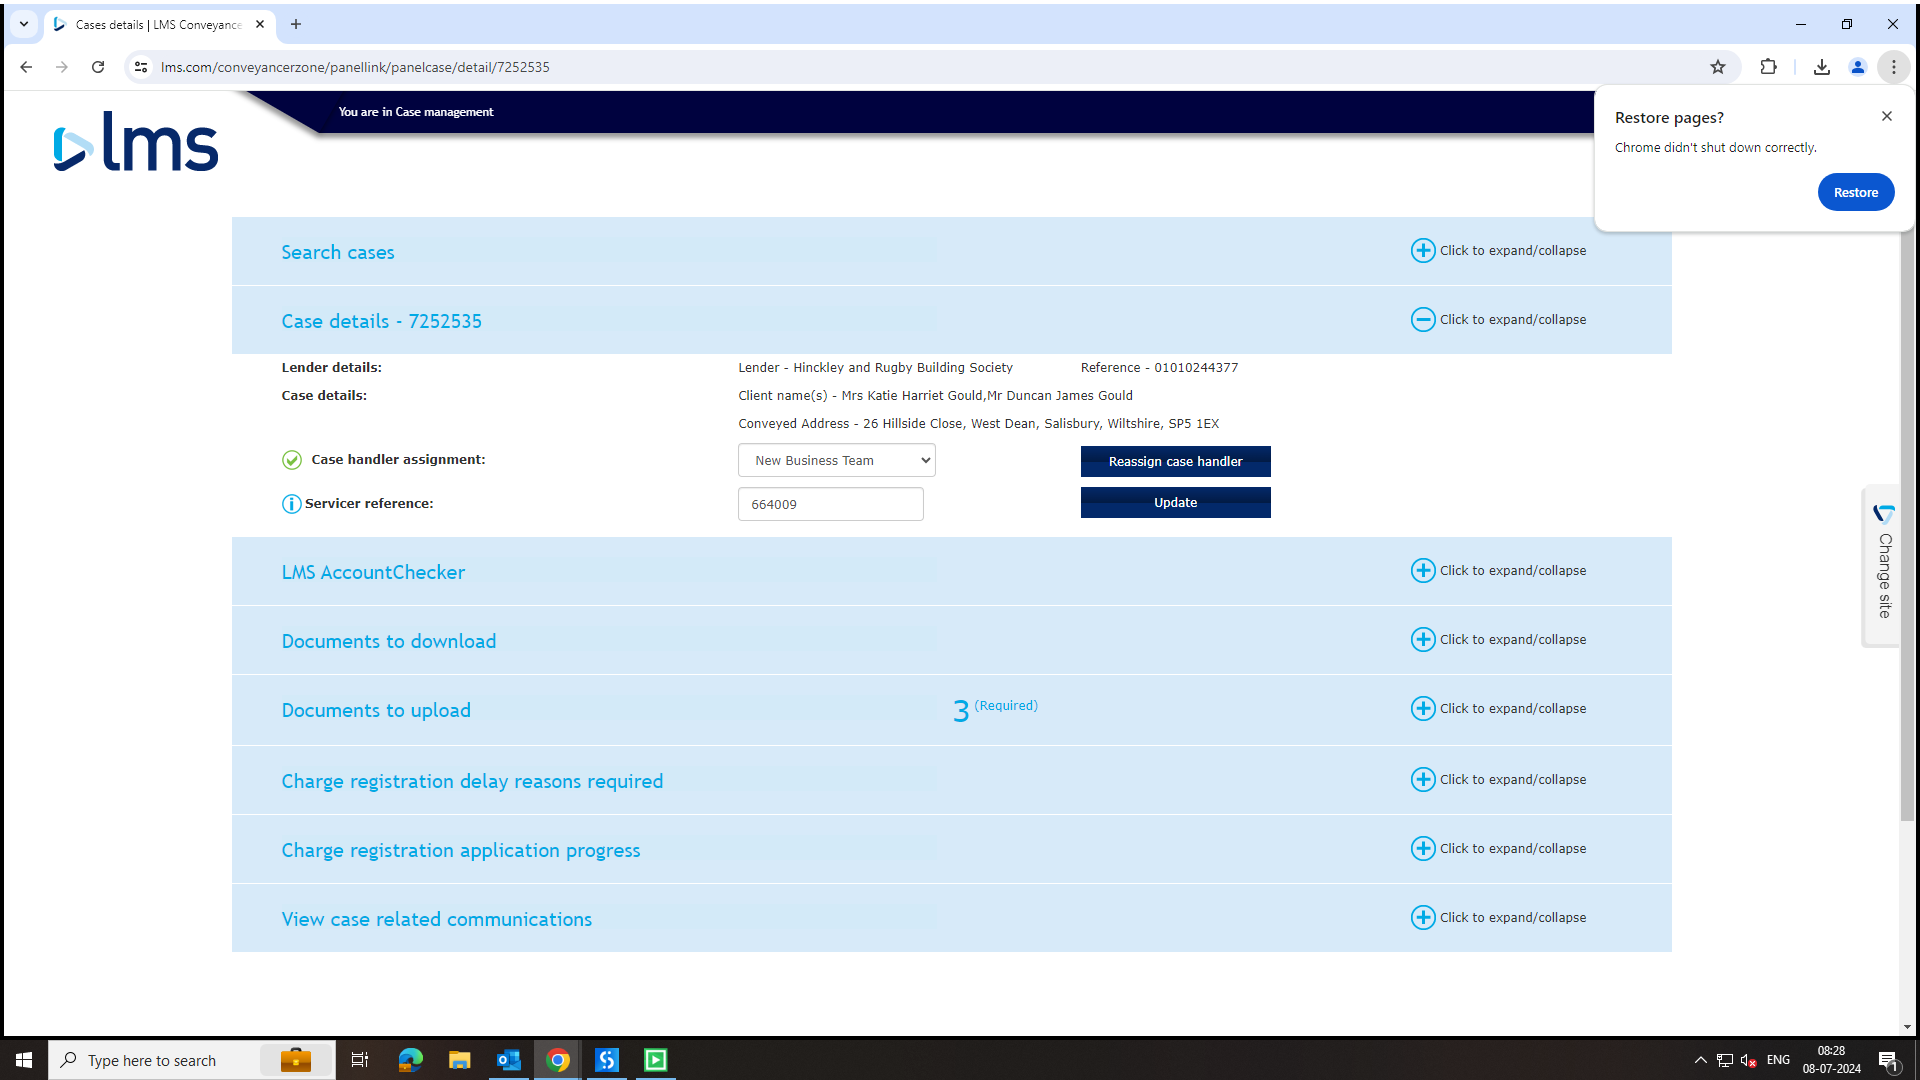 Cases details | LMS Conveyance
lms.com/conveyancerzone/panellink/panelcase/detail/7252535
You are in Case management
lms
Restore pages?
Chrome didn't shut down correctly.
Restore
Search cases
Click to expand/collapse
Case details - 7252535
Click to expand/collapse
Lender details:
Lender - Hinckley and Rugby Building Society
Reference - 01010244377
Case details:
Client name(s) - Mrs Katie Harriet Gould,Mr Duncan James Gould
Conveyed Address - 26 Hillside Close, West Dean, Salisbury, Wiltshire, SP5 1EX
Case handler assignment:
New Business Team
Reassign case handler
Servicer reference:
664009
Update
Change site
LMS AccountChecker
Click to expand/collapse
Documents to download
Click to expand/collapse
Documents to upload
3 (Required)
Click to expand/collapse
Charge registration delay reasons required
Click to expand/collapse
Charge registration application progress
Click to expand/collapse
View case related communications
Click to expand/collapse
Type here to search
ENG
08:28
08-07-2024
1